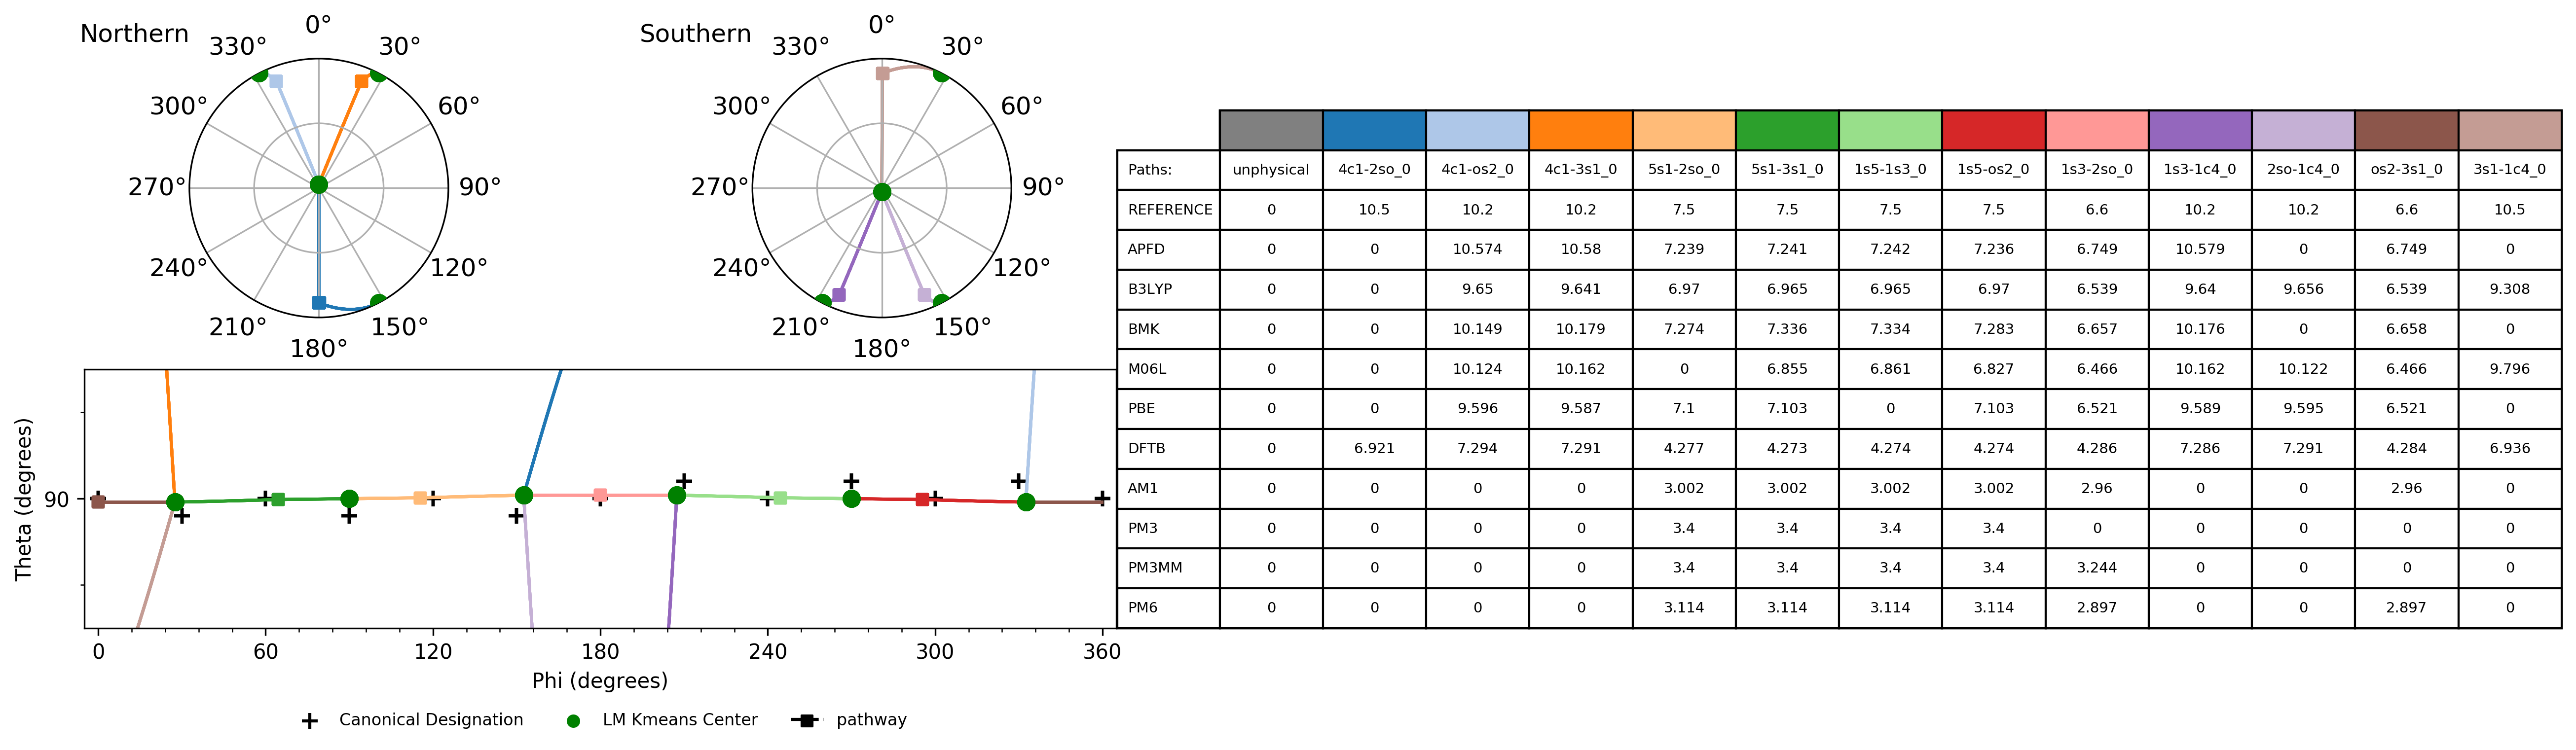 Northern
0°
30°
60°
90°
120°
150°
180°
210°
240°
270°
300°
330°
Southern
0°
30°
60°
90°
120°
150°
180°
210°
240°
270°
300°
330°
Theta (degrees)
90
0 60 120 180 240 300 360
Phi (degrees)
Canonical Designation LM Kmeans Center pathway
Paths: unphysical 4c1-2so_0 4c1-os2_0 4c1-3s1_0 5s1-2so_0 5s1-3s1_0 1s5-1s3_0 1s5-os2_0 1s3-2so_0 1s3-1c4_0 2so-1c4_0 os2-3s1_0 3s1-1c4_0
REFERENCE 0 10.5 10.2 10.2 7.5 7.5 7.5 7.5 6.6 10.2 10.2 6.6 10.5
APFD 0 0 10.574 10.58 7.239 7.241 7.242 7.236 6.749 10.579 0 6.749 0
B3LYP 0 0 9.65 9.641 6.97 6.965 6.965 6.97 6.539 9.64 9.656 6.539 9.308
BMK 0 0 10.149 10.179 7.274 7.336 7.334 7.283 6.657 10.176 0 6.658 0
M06L 0 0 10.124 10.162 0 6.855 6.861 6.827 6.466 10.162 10.122 6.466 9.796
PBE 0 0 9.596 9.587 7.1 7.103 0 7.103 6.521 9.589 9.595 6.521 0
DFTB 0 6.921 7.294 7.291 4.277 4.273 4.274 4.274 4.286 7.286 7.291 4.284 6.936
AM1 0 0 0 0 3.002 3.002 3.002 3.002 2.96 0 0 2.96 0
PM3 0 0 0 0 3.4 3.4 3.4 3.4 0 0 0 0 0
PM3MM 0 0 0 0 3.4 3.4 3.4 3.4 3.244 0 0 0 0
PM6 0 0 0 0 3.114 3.114 3.114 3.114 2.897 0 0 2.897 0